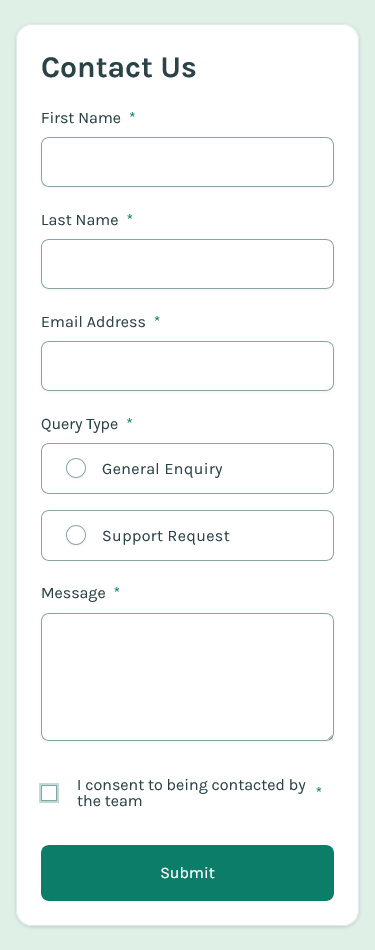 Contact Us
First Name *
Last Name *
Email Address *
Query Type *
General Enquiry
Support Request
Message *
I consent to being contacted by *
the team
Submit